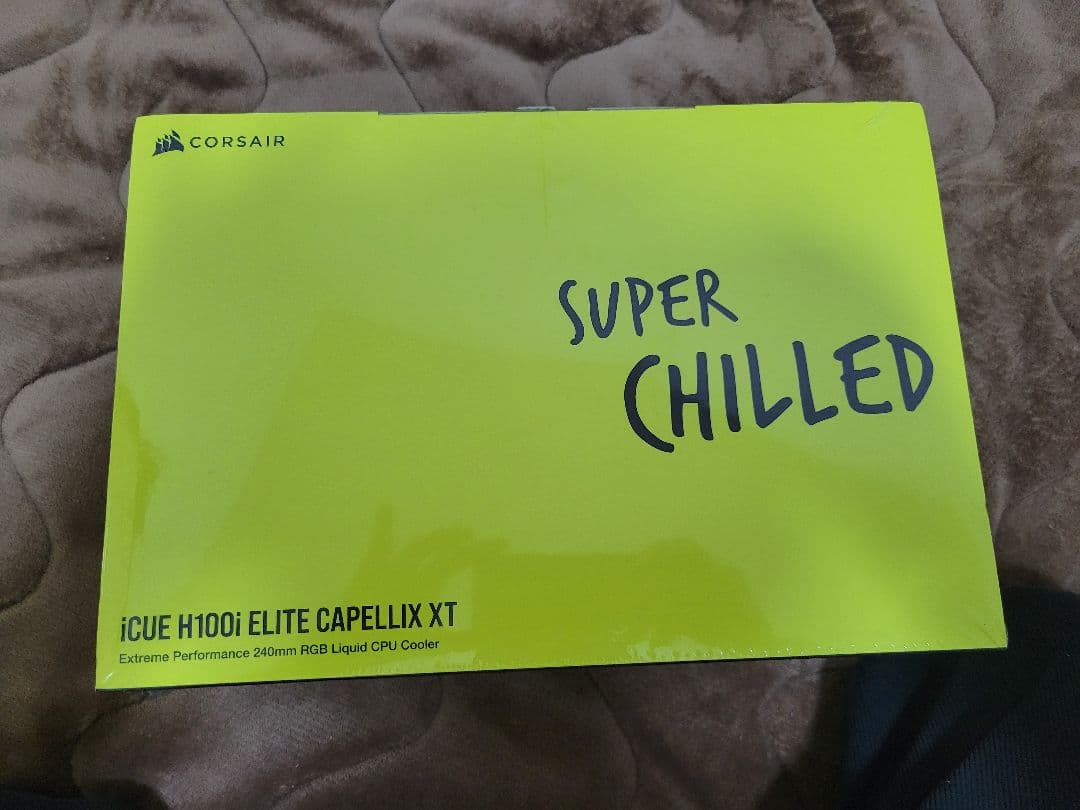 CORSAIR
SUPER
CHILLED
iCUE H100i ELITE CAPELLIX XT
Extreme Performance 240mm RGB Liquid CPU Cooler